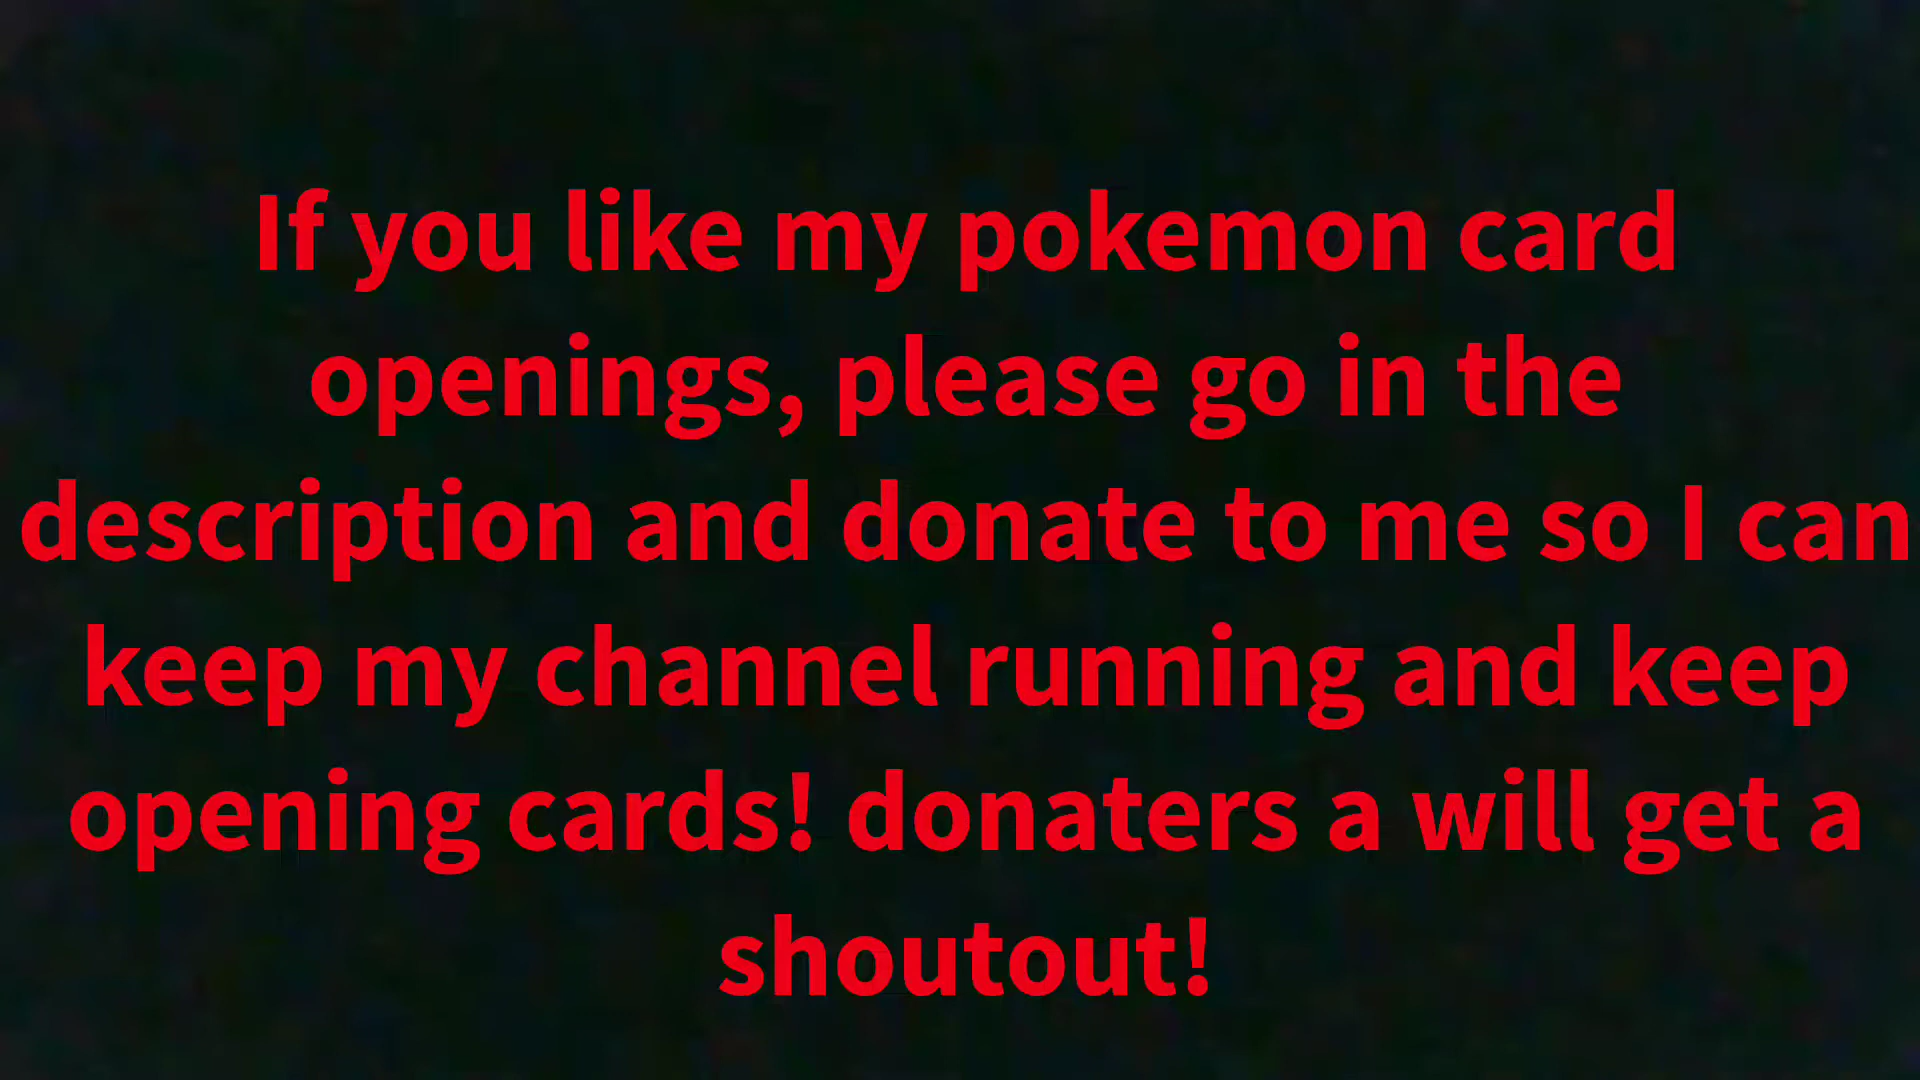 If you like my pokemon card
openings, please go in the
description and donate to me so I can
keep my channel running and keep
opening cards! donaters a will get a
shoutout!